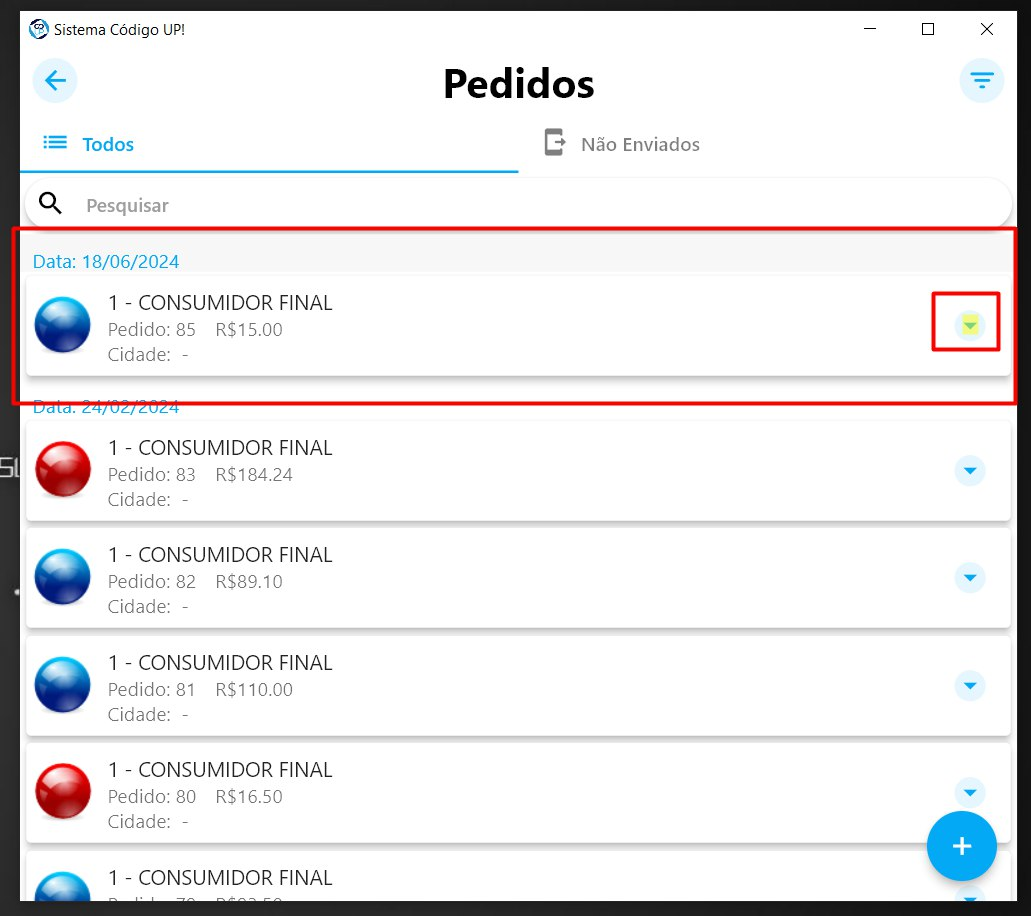 Sistema Código UP!
Pedidos
Todos
Não Enviados
Pesquisar
Data: 18/06/2024
1 - CONSUMIDOR FINAL
Pedido: 85 R$15.00
Cidade: -
Data: 24/02/2024
1 - CONSUMIDOR FINAL
Pedido: 83 R$184.24
Cidade: -
1 - CONSUMIDOR FINAL
Pedido: 82 R$89.10
Cidade: -
1 - CONSUMIDOR FINAL
Pedido: 81 R$110.00
Cidade: -
1 - CONSUMIDOR FINAL
Pedido: 80 R$16.50
Cidade: -
1 - CONSUMIDOR FINAL